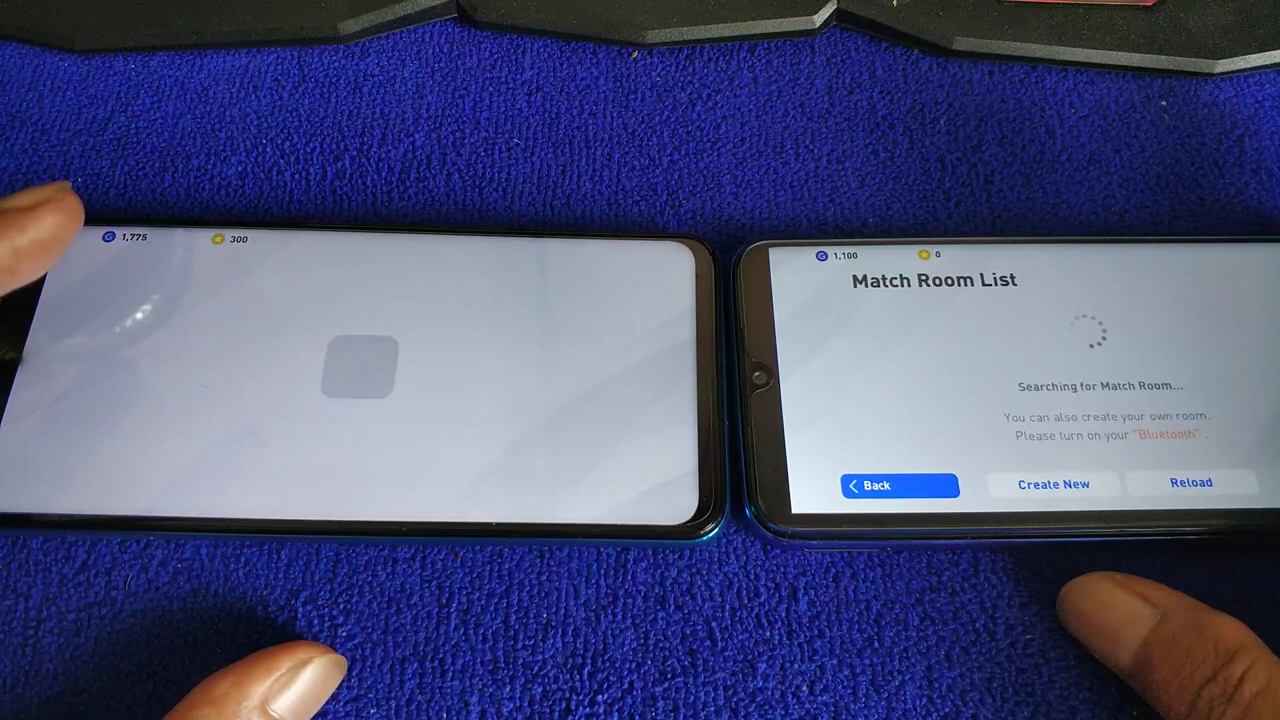 1,775
300
1,100
0
Match Room List
Searching for Match Room...
You can also create your own room.
Please turn on your "Bluetooth" .
Back
Create New
Reload